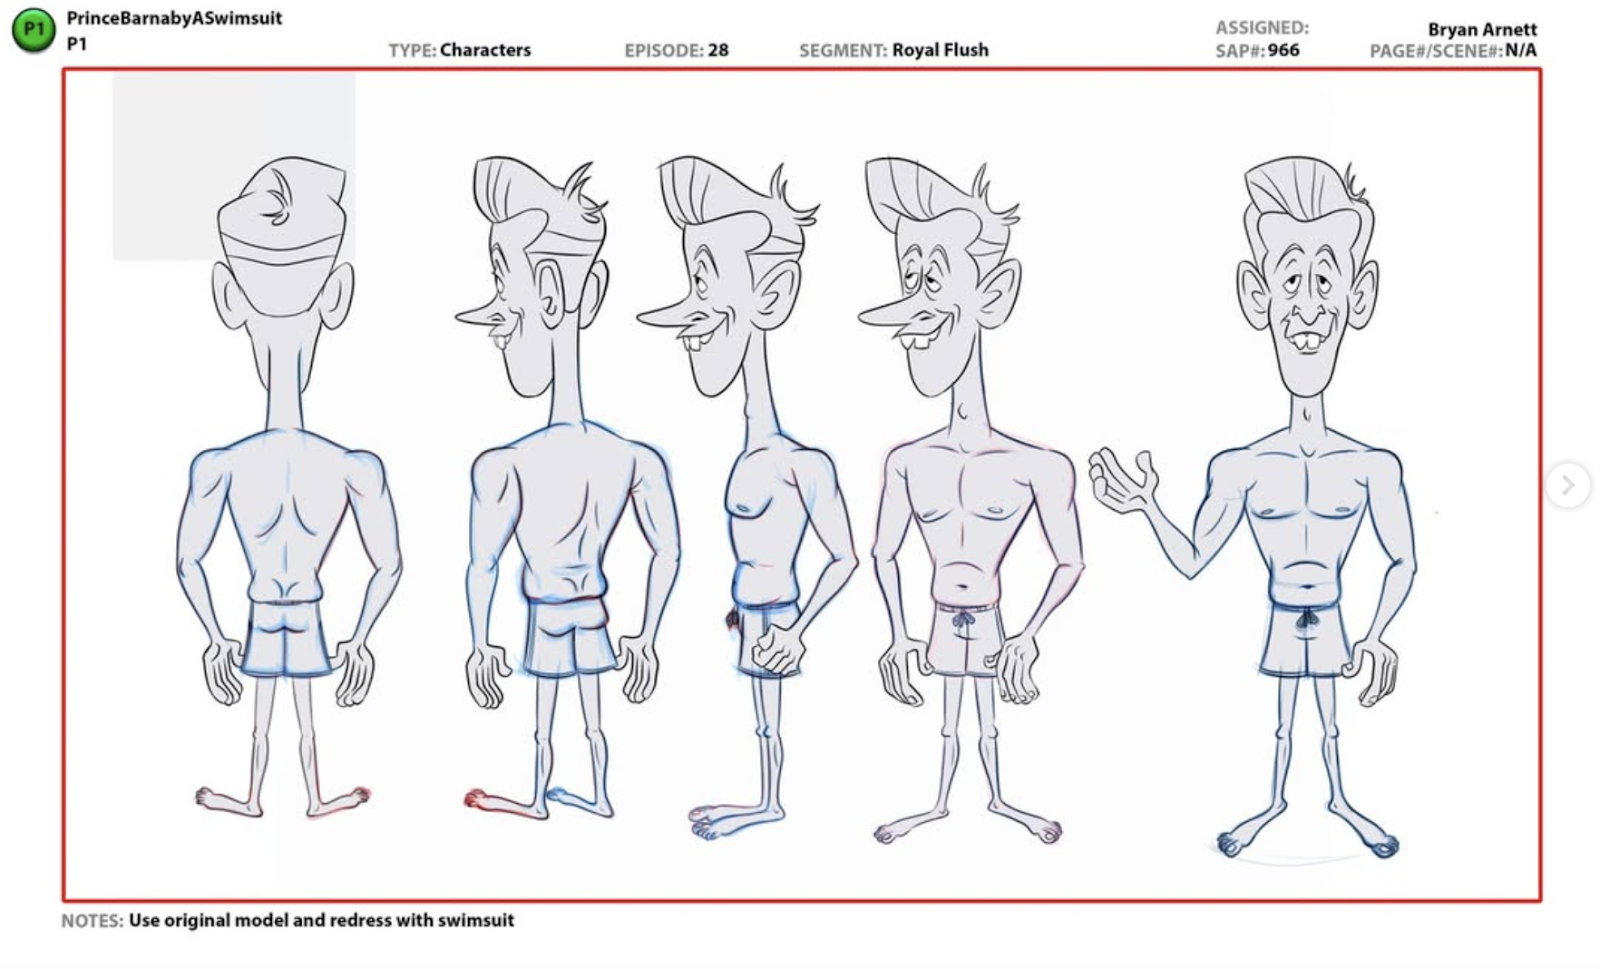 P1
PrinceBarnabyASwimsuit
P1
TYPE: Characters
EPISODE: 28
SEGMENT: Royal Flush
ASSIGNED: Bryan Arnett
SAP#: 966
PAGE#/SCENE#: N/A
NOTES: Use original model and redress with swimsuit